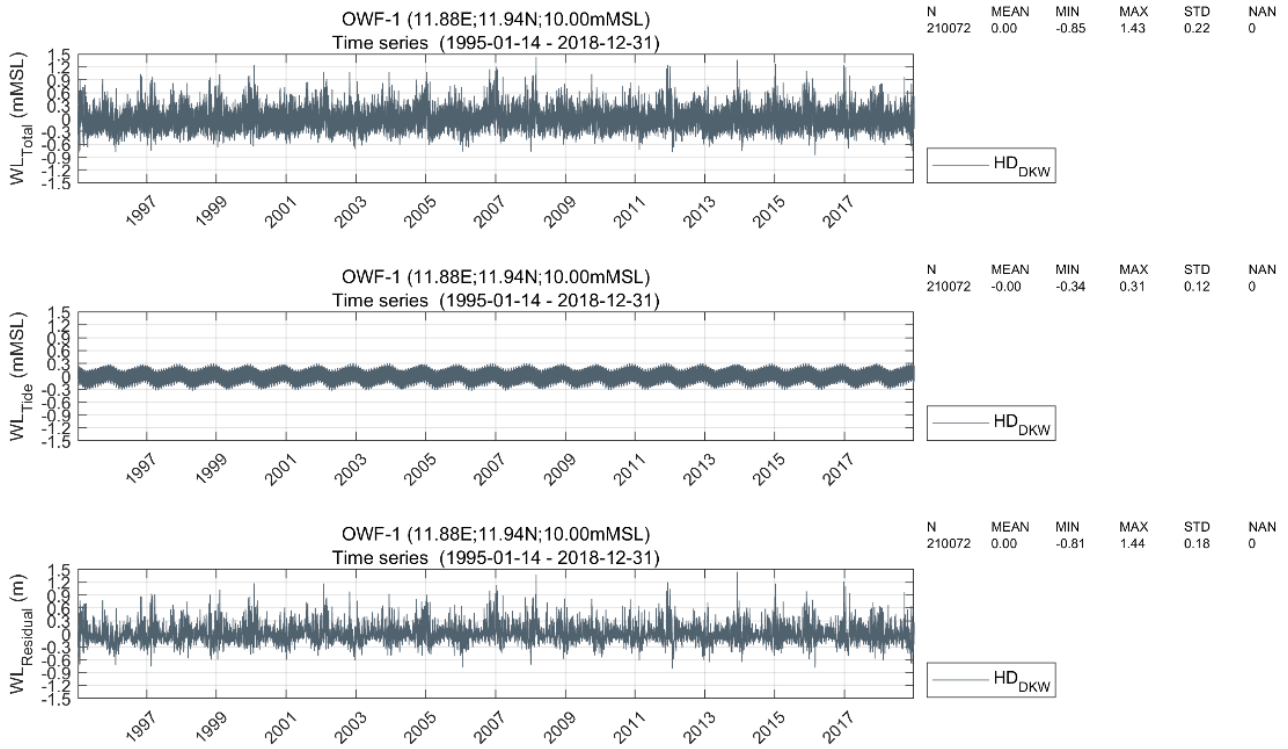 OWF-1 (11.88E;11.94N;10.00mMSL)
Time series (1995-01-14 - 2018-12-31)
N MEAN MIN MAX STD NAN
210072 0.00 -0.85 1.43 0.22 0
WL_Total (mMSL)
1.5
1.2
0.9
0.6
0.3
0
-0.3
-0.6
-0.9
-1.2
-1.5
1997 1999 2001 2003 2005 2007 2009 2011 2013 2015 2017
HD_DKW
OWF-1 (11.88E;11.94N;10.00mMSL)
Time series (1995-01-14 - 2018-12-31)
N MEAN MIN MAX STD NAN
210072 -0.00 -0.34 0.31 0.12 0
WL_Tide (mMSL)
1.5
1.2
0.9
0.6
0.3
0
-0.3
-0.6
-0.9
-1.2
-1.5
1997 1999 2001 2003 2005 2007 2009 2011 2013 2015 2017
HD_DKW
OWF-1 (11.88E;11.94N;10.00mMSL)
Time series (1995-01-14 - 2018-12-31)
N MEAN MIN MAX STD NAN
210072 0.00 -0.81 1.44 0.18 0
WL_Residual (m)
1.5
1.2
0.9
0.6
0.3
0
-0.3
-0.6
-0.9
-1.2
-1.5
1997 1999 2001 2003 2005 2007 2009 2011 2013 2015 2017
HD_DKW